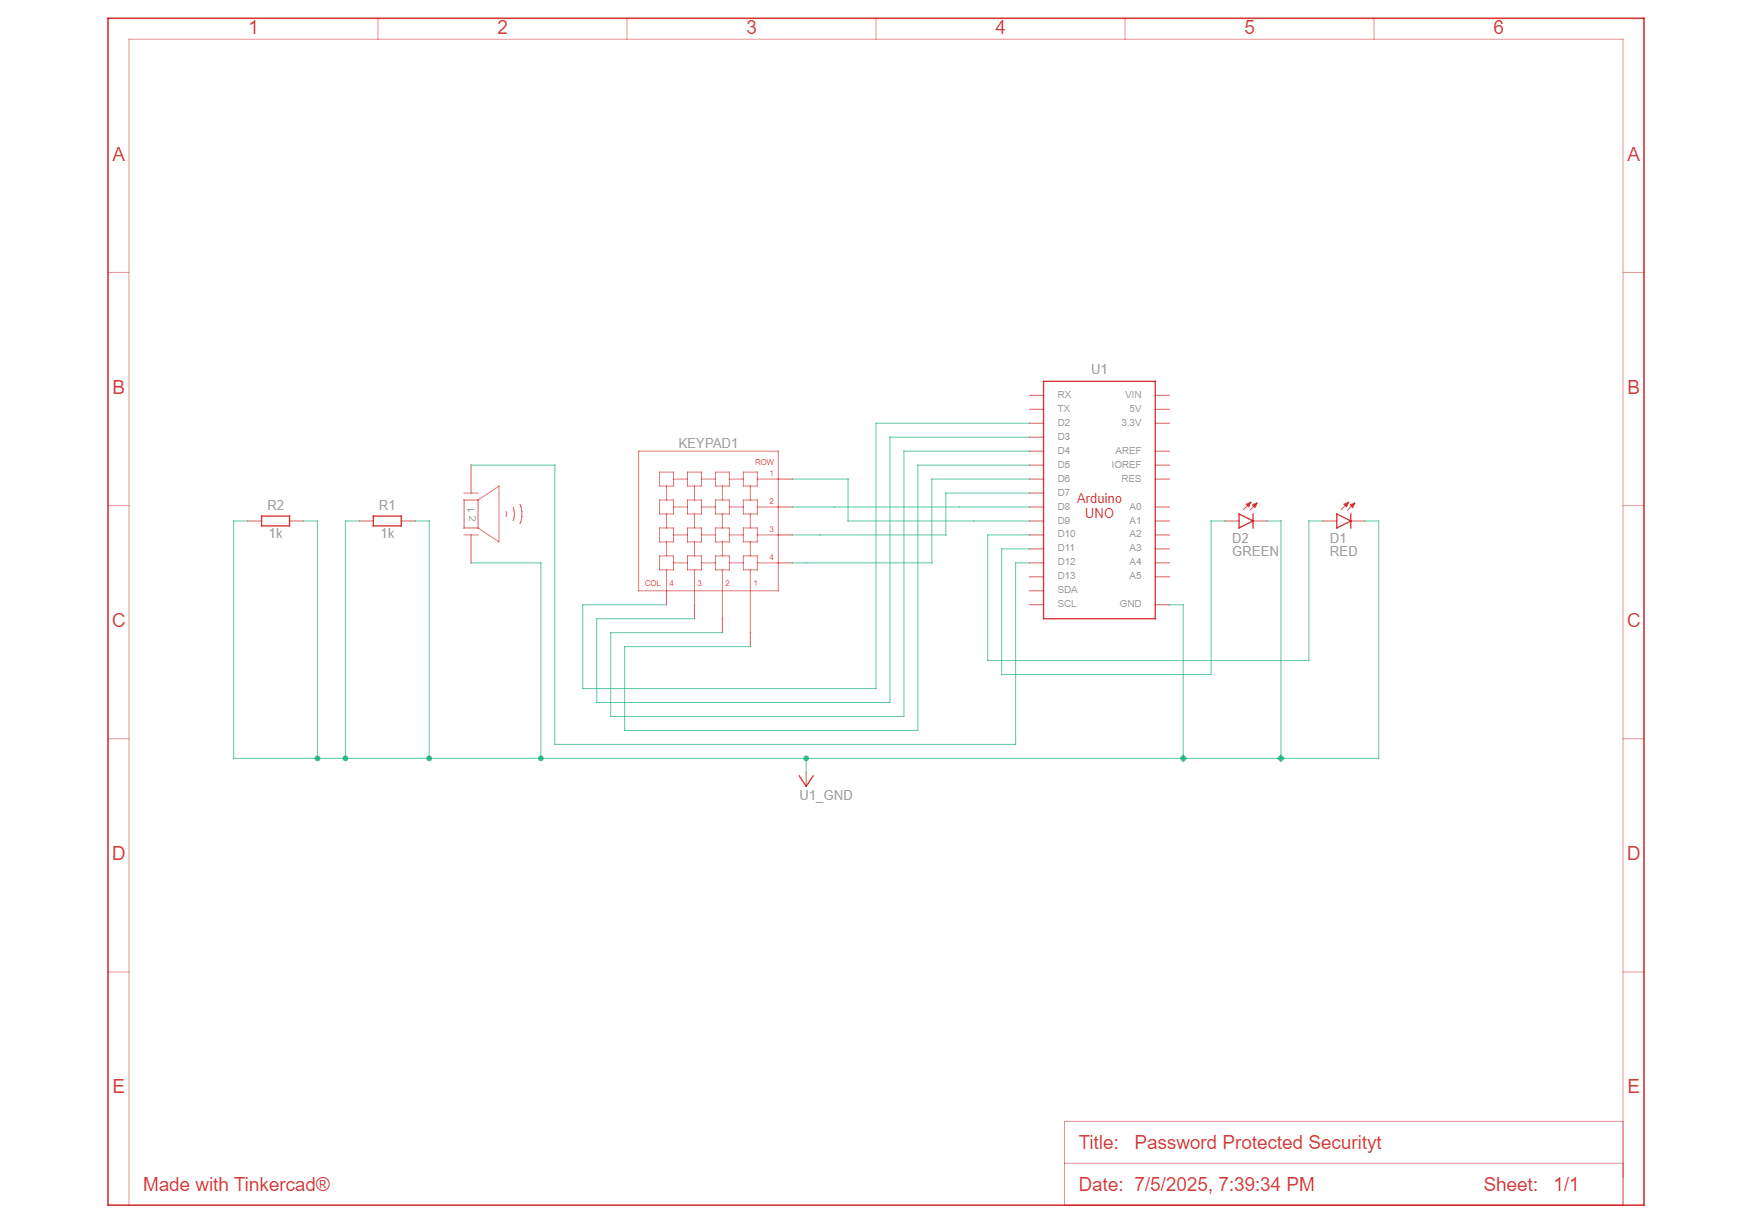 1 2 3 4 5 6
A A
U1
RX VIN
TX 5V
D2 3.3V
D3
B B
KEYPAD1
D4 AREF
ROW
D5 IOREF
1
D6 RES
D7
Arduino
2
R2 R1
D8 A0
UNO
1 2
D9 A1
3
1k 1k
D10 A2
D2 D1
D11 A3
GREEN RED
4
D12 A4
D13 A5
COL 4 3 2 1
SDA
SCL GND
C C
U1_GND
D D
E E
Title: Password Protected Securityt
Made with Tinkercad®
Date: 7/5/2025, 7:39:34 PM Sheet: 1/1